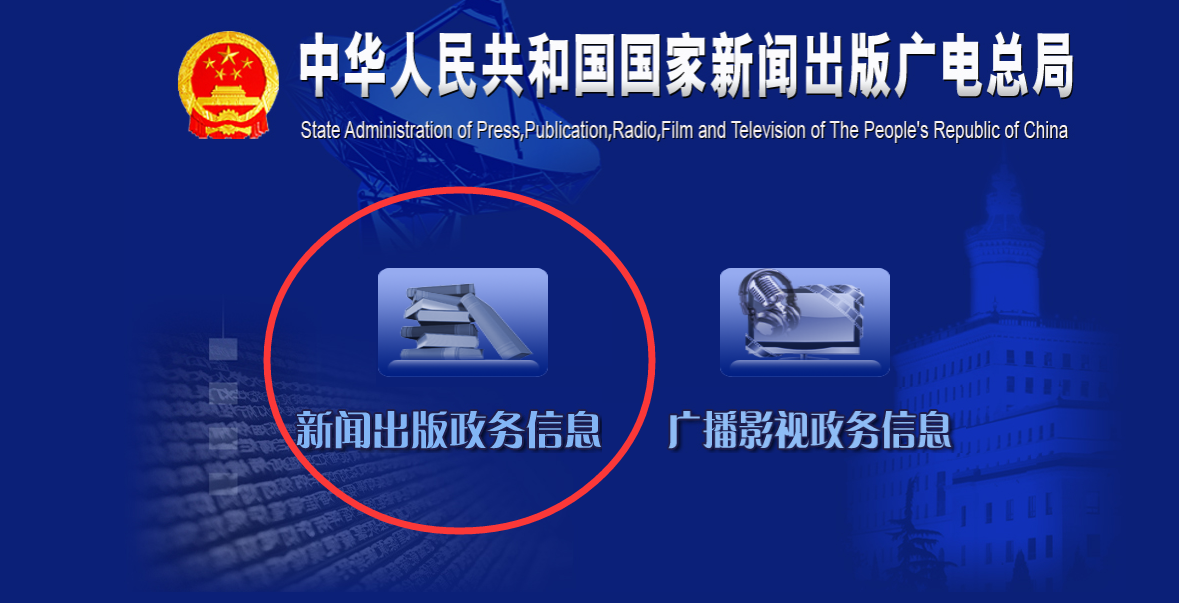 中华人民共和国国家新闻出版广电总局
State Administration of Press,Publication,Radio,Film and Television of The People's Republic of China
新闻出版政务信息
广播影视政务信息